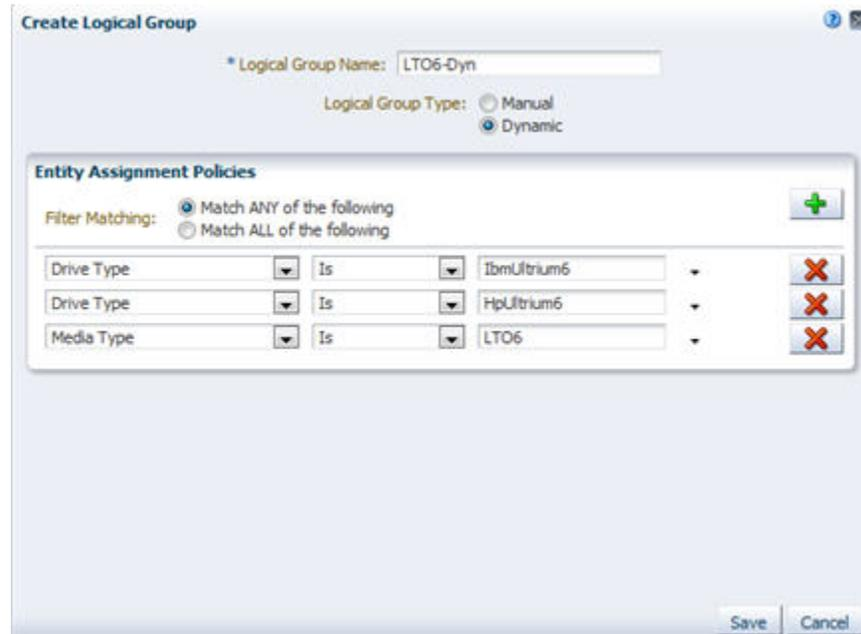 Create Logical Group
* Logical Group Name: LTO6-Dyn
Logical Group Type: Manual
Dynamic
Entity Assignment Policies
Filter Matching: Match ANY of the following
Match ALL of the following
Drive Type Is IbmUltrium6
Drive Type Is HpUltrium6
Media Type Is LTO6
Save Cancel